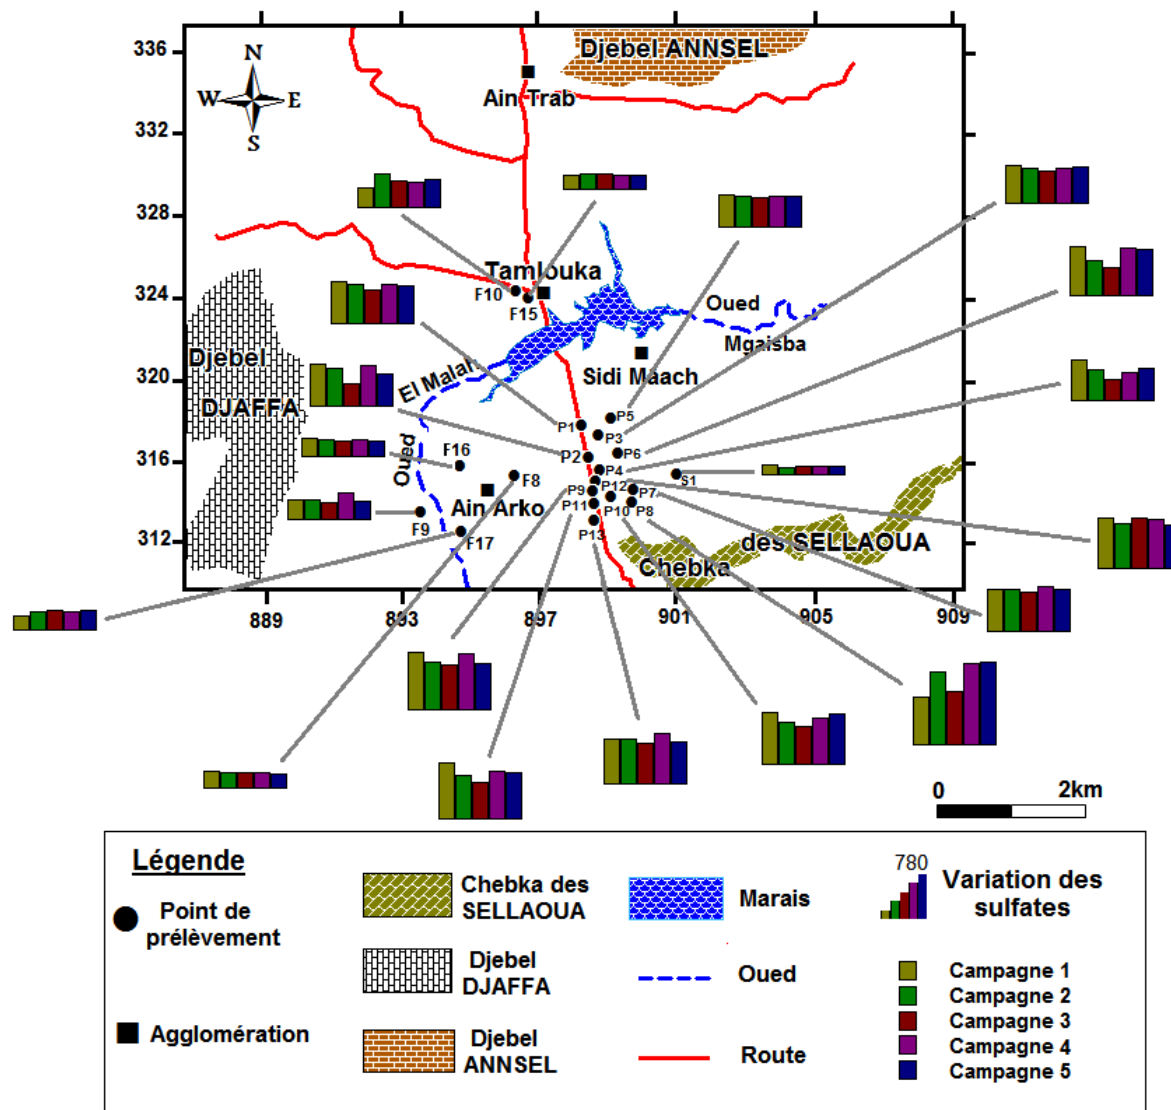 336
332
328
324
320
316
312
N
W
E
S
Djebel ANNSEL
Ain Trab
Tamlouka
F10
F15
Oued
Mgaisba
El Malah
Oued
Sidi Maach
Djebel
DJAFFA
P1
P5
P3
P2
P6
P4
F16
F8
S1
P9
P12
P7
Ain Arko
P11
P10
P8
F9
F17
P13
des SELLAOUA
Chebka
889
893
897
901
905
909
0
2km
Légende
Point de
prélèvement
Agglomération
Chebka des
SELLAOUA
Djebel
DJAFFA
Djebel
ANNSEL
Marais
Oued
Route
780
Variation des
sulfates
Campagne 1
Campagne 2
Campagne 3
Campagne 4
Campagne 5